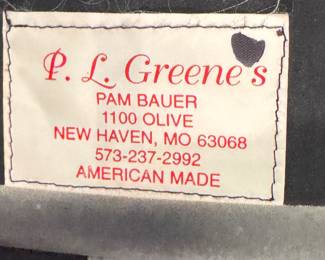 P. L. Greene's
PAM BAUER
1100 OLIVE
NEW HAVEN, MO 63068
573-237-2992
AMERICAN MADE